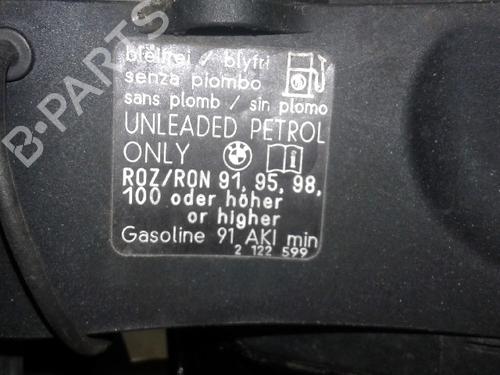 bleifrei / blyfri
senza piombo
sans plomb / sin plomo
UNLEADED PETROL
ONLY
ROZ/RON 91, 95, 98,
100 oder höher
or higher
Gasoline 91 AKI min
2 122 599
B-PARTS